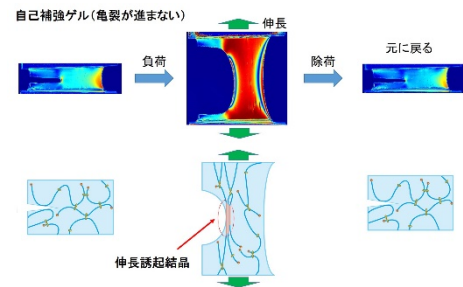 自己補強ゲル(亀裂が進まない)
伸長
負荷
除荷
元に戻る
伸長誘起結晶